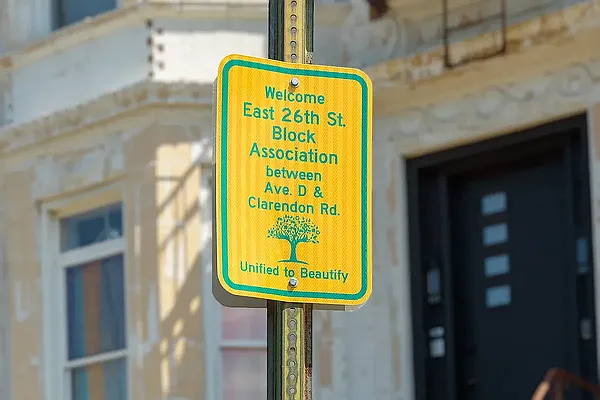 Welcome
East 26th St.
Block
Association
between
Ave. D &
Clarendon Rd.
Unified to Beautify